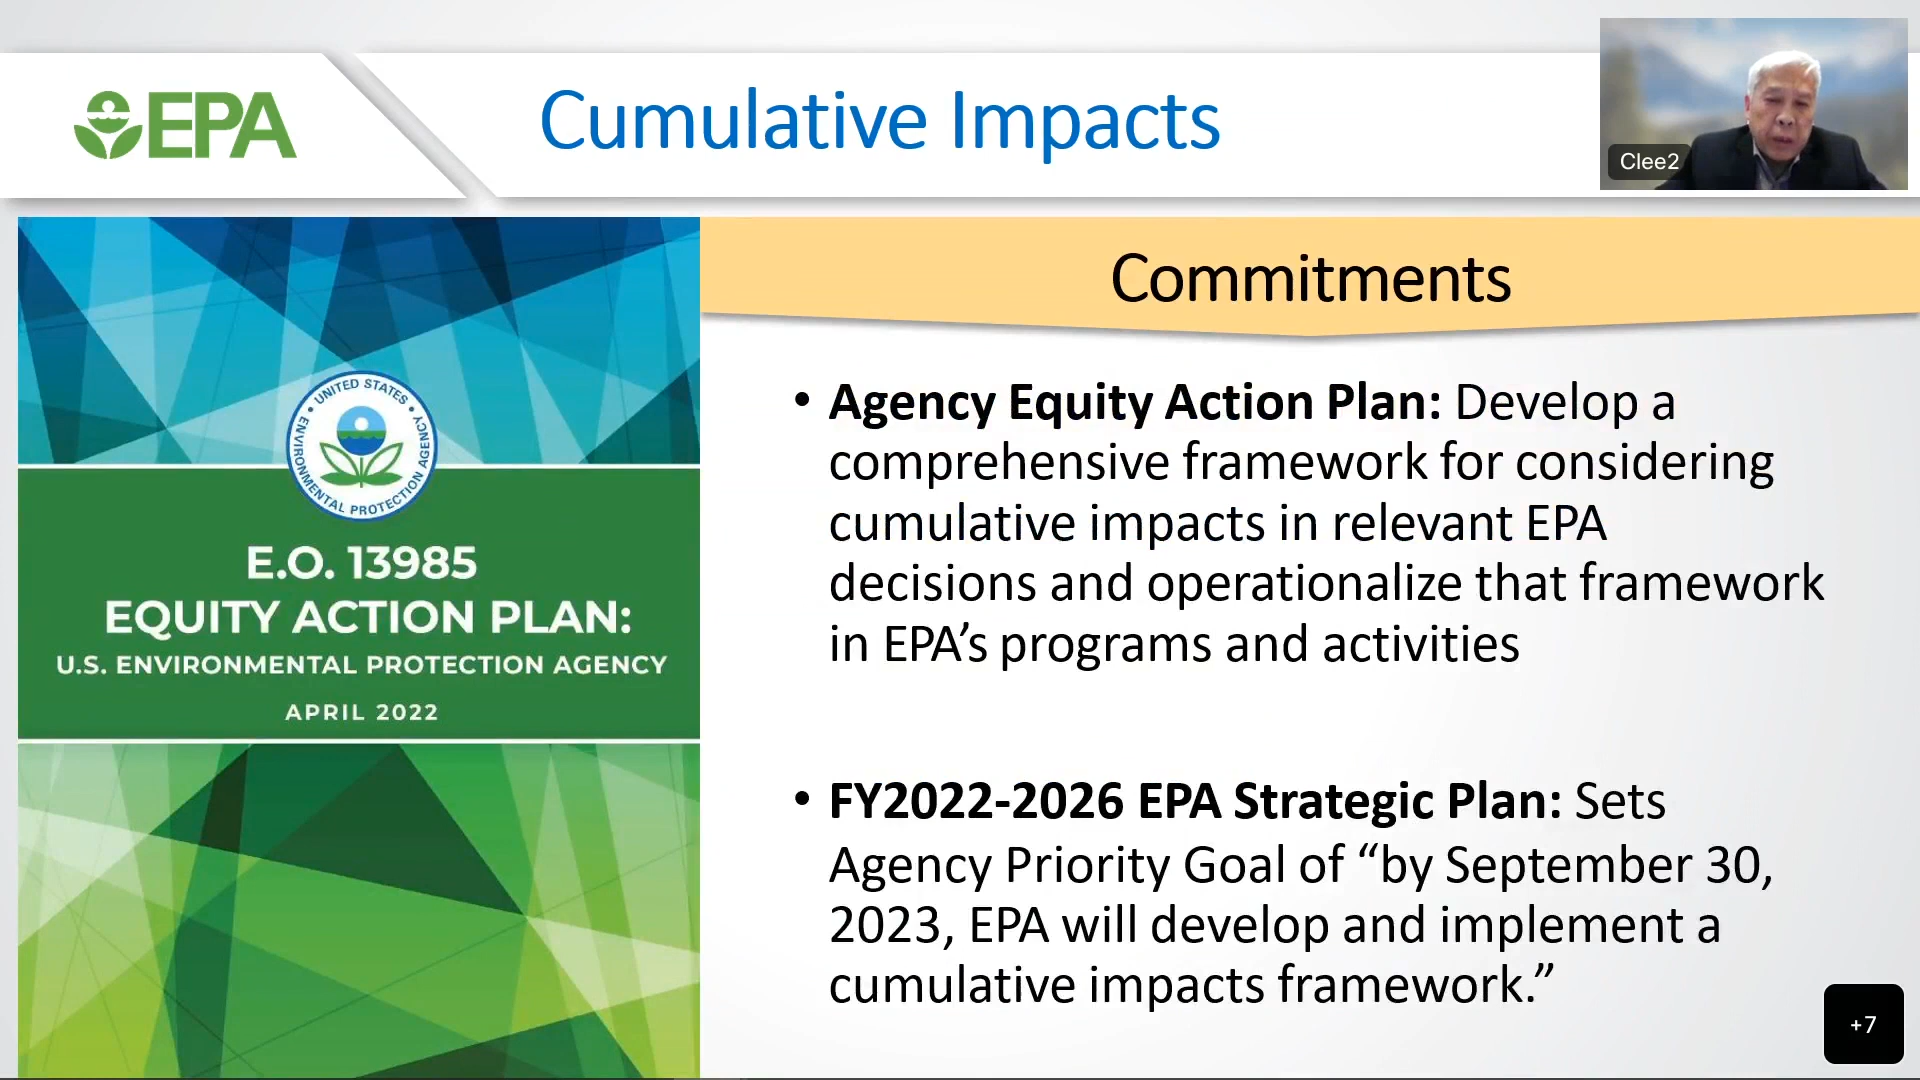 EPA
Cumulative Impacts
Clee2
UNITED STATES
ENVIRONMENTAL PROTECTION AGENCY
E.O. 13985
EQUITY ACTION PLAN:
U.S. ENVIRONMENTAL PROTECTION AGENCY
APRIL 2022
Commitments
• Agency Equity Action Plan: Develop a
comprehensive framework for considering
cumulative impacts in relevant EPA
decisions and operationalize that framework
in EPA’s programs and activities
• FY2022-2026 EPA Strategic Plan: Sets
Agency Priority Goal of “by September 30,
2023, EPA will develop and implement a
cumulative impacts framework.”
+7